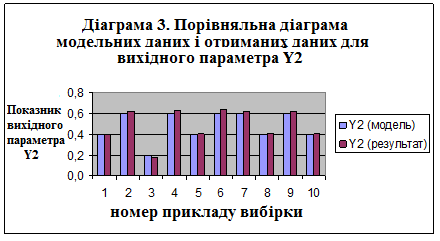 Діаграма 3. Порівняльна діаграма
модельних даних і отриманих даних для
вихідного параметра Y2
Показник
вихідного
параметра
Y2
0,8
0,6
0,4
0,2
0,0
1 2 3 4 5 6 7 8 9 10
номер прикладу вибірки
Y2 (модель)
Y2 (результат)